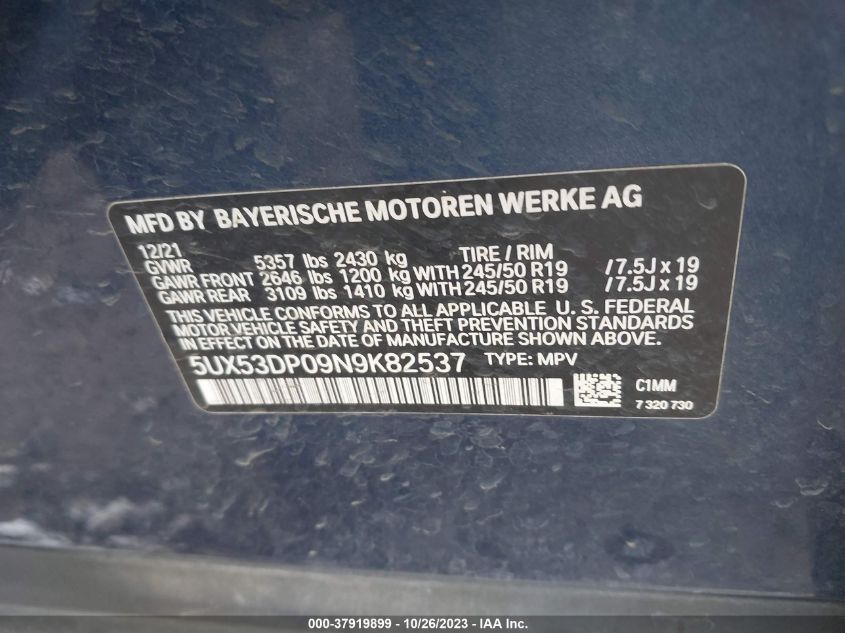 MFD BY BAYERISCHE MOTOREN WERKE AG
12/21
GVWR 5357 lbs 2430 kg TIRE / RIM
GAWR FRONT 2646 lbs 1200 kg WITH 245/50 R19 /7.5J x 19
GAWR REAR 3109 lbs 1410 kg WITH 245/50 R19 /7.5J x 19
THIS VEHICLE CONFORMS TO ALL APPLICABLE U. S. FEDERAL
MOTOR VEHICLE SAFETY AND THEFT PREVENTION STANDARDS
IN EFFECT ON THE DATE OF MANUFACTURE SHOWN ABOVE.
5UX53DP09N9K82537 TYPE: MPV
C1MM
7 320 730
000-37919899 | 10/26/2023 - IAA Inc.